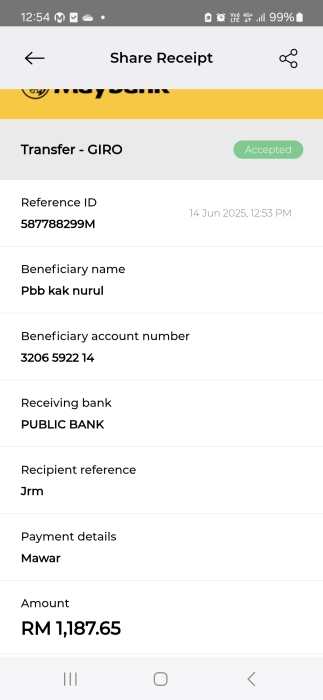 12:54 99%
Share Receipt
Maybank
Transfer - GIRO Accepted
Reference ID
14 Jun 2025, 12:53 PM
587788299M
Beneficiary name
Pbb kak nurul
Beneficiary account number
3206 5922 14
Receiving bank
PUBLIC BANK
Recipient reference
Jrm
Payment details
Mawar
Amount
RM 1,187.65